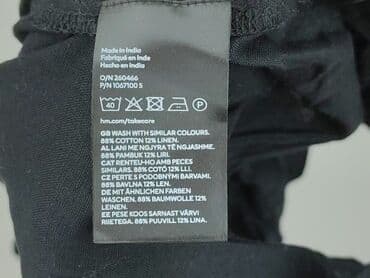 Made in India
Fabriqué en Inde
Hecho en India
O/N 260466
P/N 1067100 5
40 P
hm.com/takecare
GB WASH WITH SIMILAR COLOURS.
88% COTTON 12% LINEN.
AL LANI ME NGJYRA TË NGJASHME.
88% PAMBUK 12% LIRI.
CAT RENTEU-HO AMB PECES
SIMILARS. 88% COTÓ 12% LLI.
CZ PERTE S PODOBNÝMI BARVAMI.
88% BAVLNA 12% LEN.
DE MIT ÄHNLICHEN FARBEN
WASCHEN. 88% BAUMWOLLE 12%
LEINEN.
EE PESE KOOS SARNAST VÄRVI
RIIETEGA. 88% PUUVILL 12% LINA.